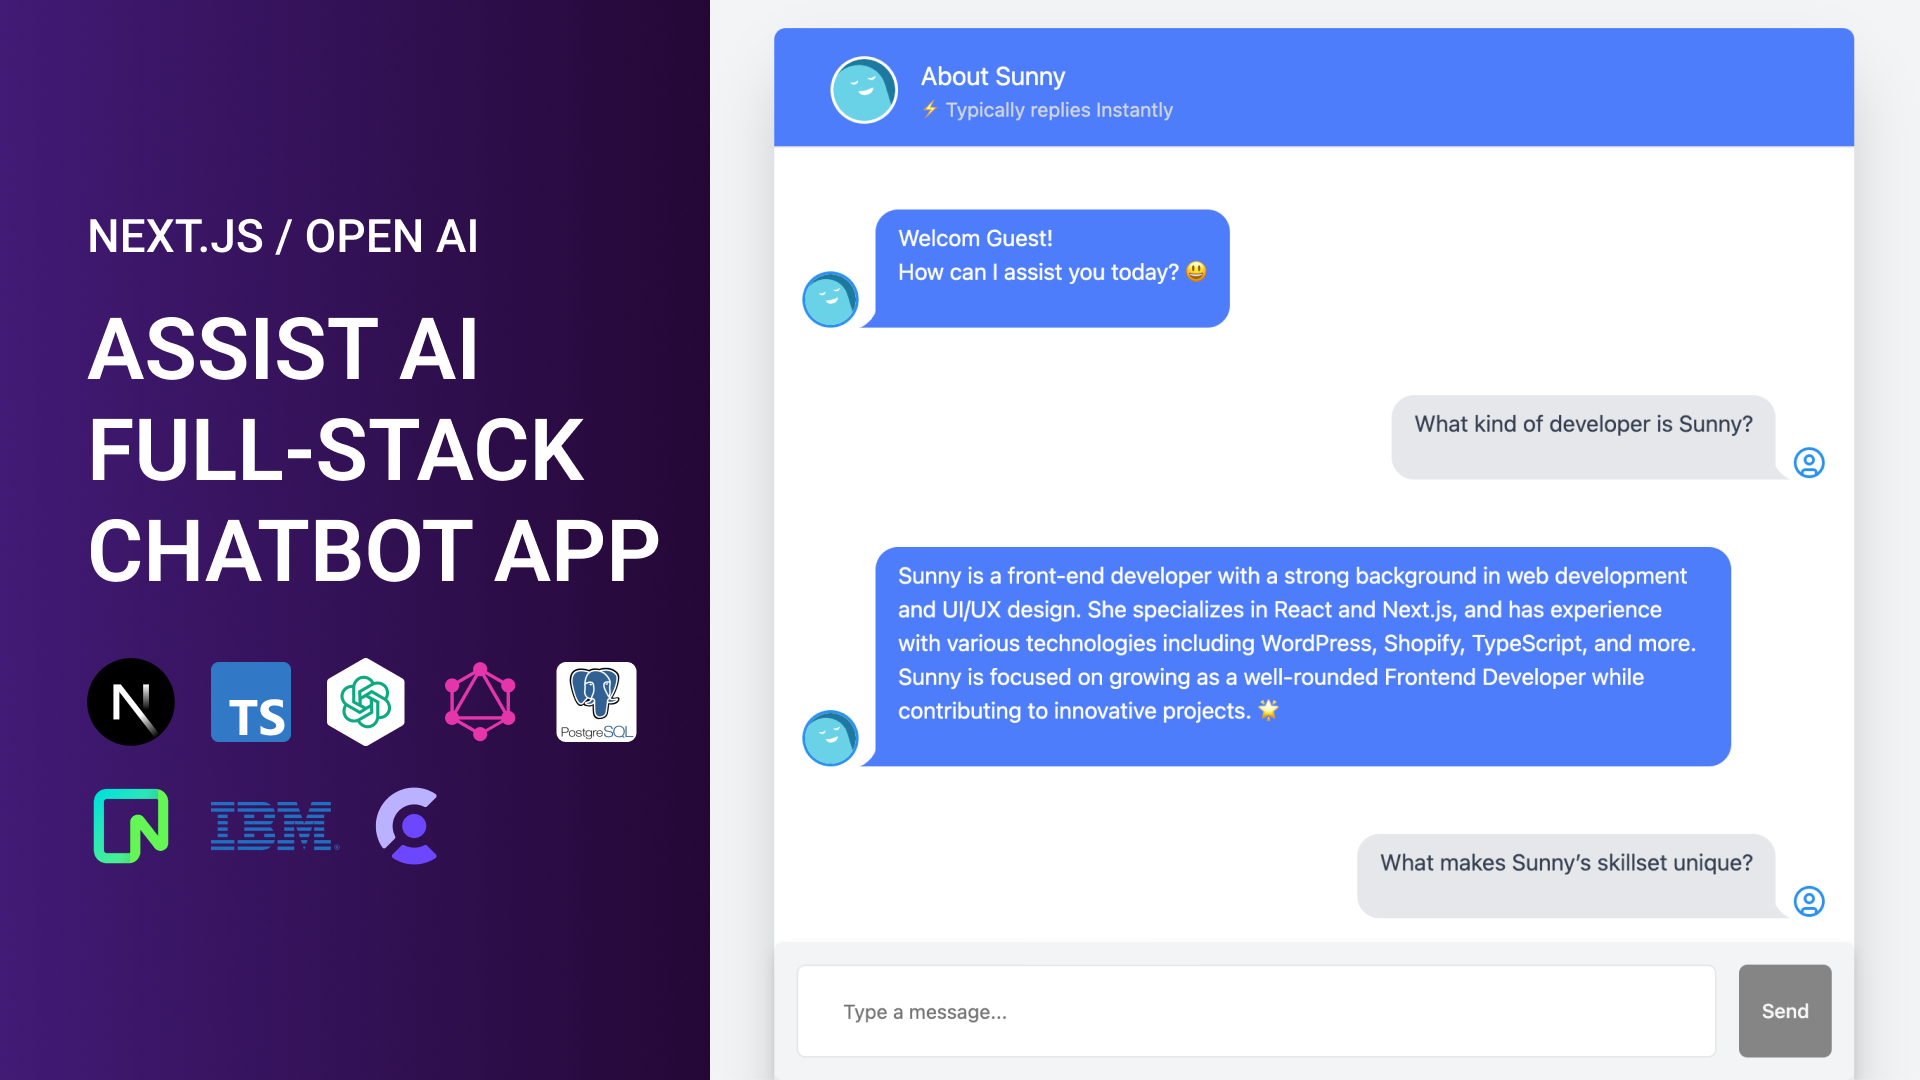 NEXT.JS / OPEN AI
ASSIST AI
FULL-STACK
CHATBOT APP
N
TS
PostgreSQL
IBM®
About Sunny
⚡ Typically replies Instantly
Welcom Guest!
How can I assist you today? 😃
What kind of developer is Sunny?
Sunny is a front-end developer with a strong background in web development
and UI/UX design. She specializes in React and Next.js, and has experience
with various technologies including WordPress, Shopify, TypeScript, and more.
Sunny is focused on growing as a well-rounded Frontend Developer while
contributing to innovative projects. 🌟
What makes Sunny’s skillset unique?
Type a message...
Send